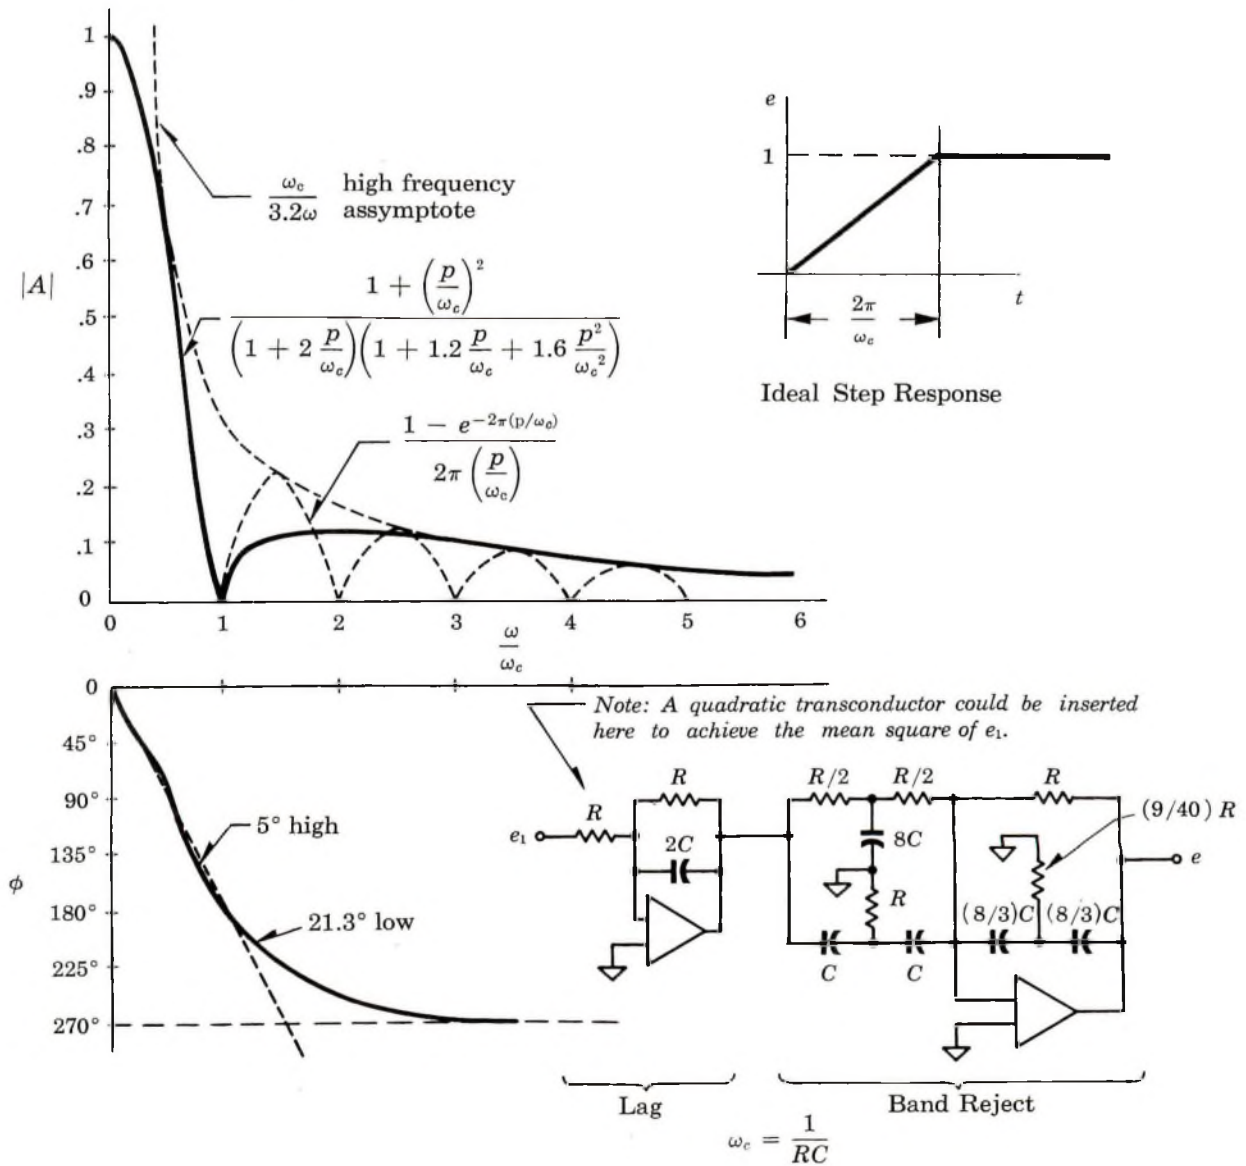 1
.9
.8
.7
.6
.5
.4
.3
.2
.1
0
|A|
ω_c / 3.2ω
high frequency
assymptote
1 + (p/ω_c)²
(1 + 2 p/ω_c)(1 + 1.2 p/ω_c + 1.6 p²/ω_c²)
1 − e^−2π(p/ω_c)
2π (p/ω_c)
0 1 2 3 4 5 6
ω/ω_c
e
1
t
2π/ω_c
Ideal Step Response
0
45°
90°
135°
180°
225°
270°
ϕ
5° high
21.3° low
Note: A quadratic transconductor could be inserted
here to achieve the mean square of e₁.
e₁
R
R
2C
R/2
R/2
8C
R
C
C
R
(9/40) R
(8/3)C
(8/3)C
e
Lag
Band Reject
ω_c = 1/RC